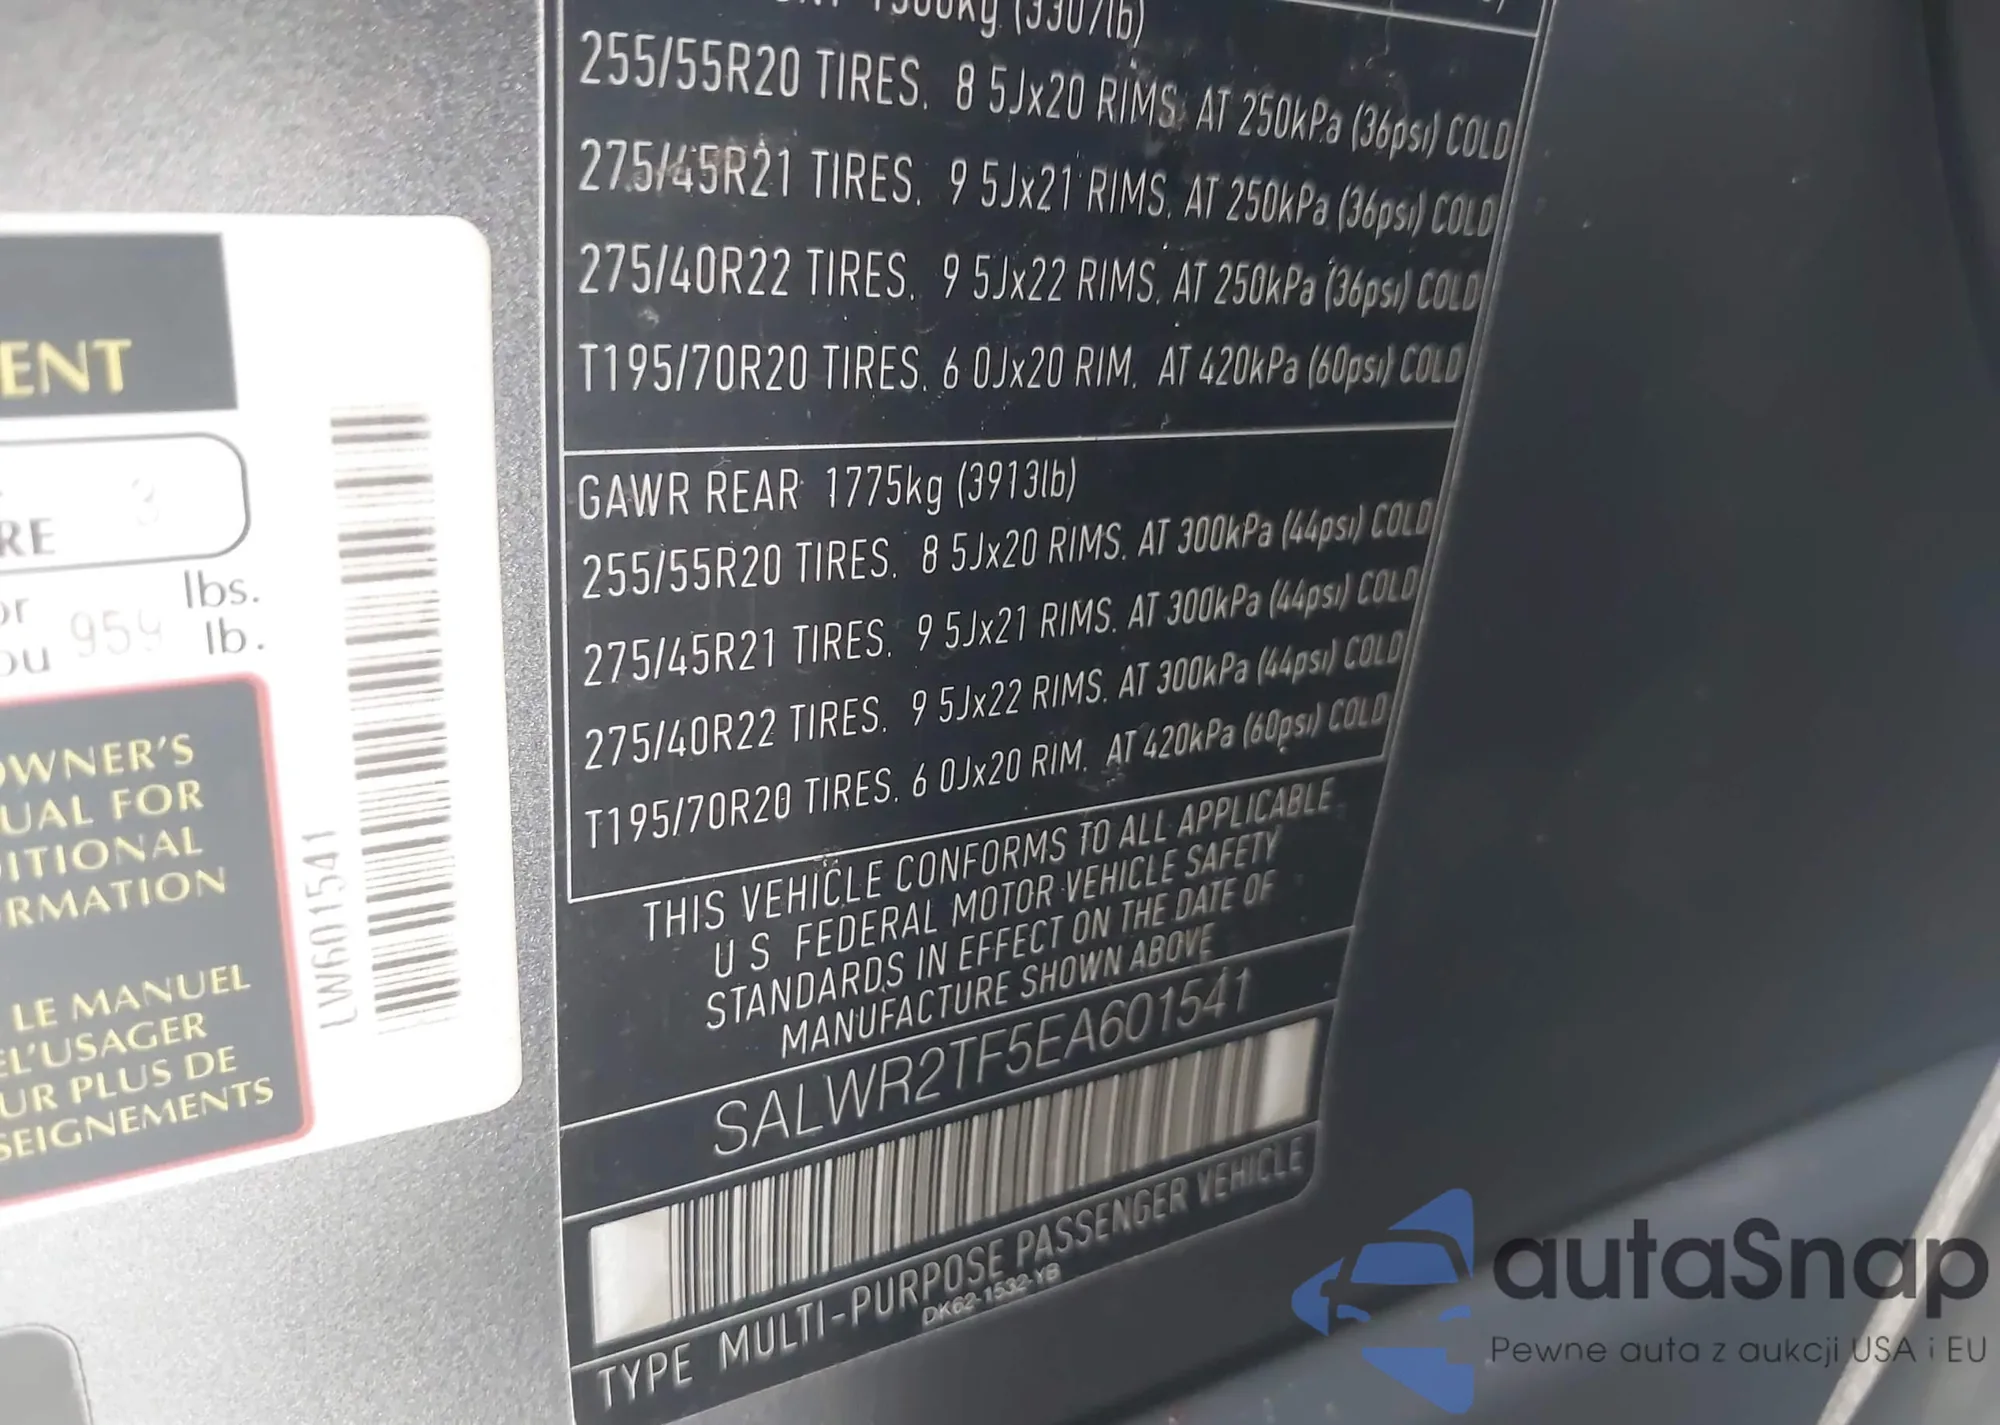 ENT
3
RE
or lbs.
ou 959 lb.
OWNER'S
UAL FOR
DITIONAL
ORMATION
LE MANUEL
EL'USAGER
UR PLUS DE
SEIGNEMENTS
LW601541
1500kg (3307lb)
255/55R20 TIRES. 8 5Jx20 RIMS. AT 250kPa (36psi) COLD
275/45R21 TIRES. 9 5Jx21 RIMS. AT 250kPa (36psi) COLD
275/40R22 TIRES. 9 5Jx22 RIMS. AT 250kPa (36psi) COLD
T195/70R20 TIRES. 6 0Jx20 RIM. AT 420kPa (60psi) COLD
GAWR REAR 1775kg (3913lb)
255/55R20 TIRES. 8 5Jx20 RIMS. AT 300kPa (44psi) COLD
275/45R21 TIRES. 9 5Jx21 RIMS. AT 300kPa (44psi) COLD
275/40R22 TIRES. 9 5Jx22 RIMS. AT 300kPa (44psi) COLD
T195/70R20 TIRES. 6 0Jx20 RIM. AT 420kPa (60psi) COLD
THIS VEHICLE CONFORMS TO ALL APPLICABLE
U S FEDERAL MOTOR VEHICLE SAFETY
STANDARDS IN EFFECT ON THE DATE OF
MANUFACTURE SHOWN ABOVE
SALWR2TF5EA601541
TYPE MULTI-PURPOSE PASSENGER VEHICLE
DK62-1532-YB
autaSnap
Pewne auta z aukcji USA i EU